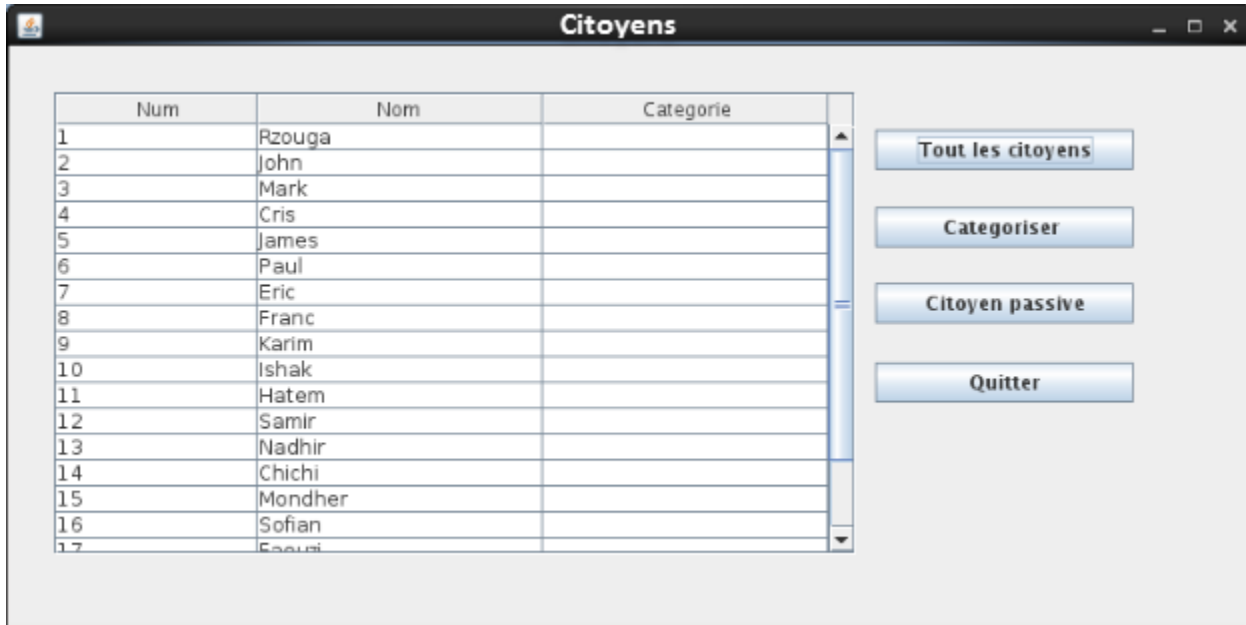 Citoyens
Num Nom Categorie
1 Rzouga
2 John
3 Mark
4 Cris
5 James
6 Paul
7 Eric
8 Franc
9 Karim
10 Ishak
11 Hatem
12 Samir
13 Nadhir
14 Chichi
15 Mondher
16 Sofian
17 Faouzi
Tout les citoyens
Categoriser
Citoyen passive
Quitter